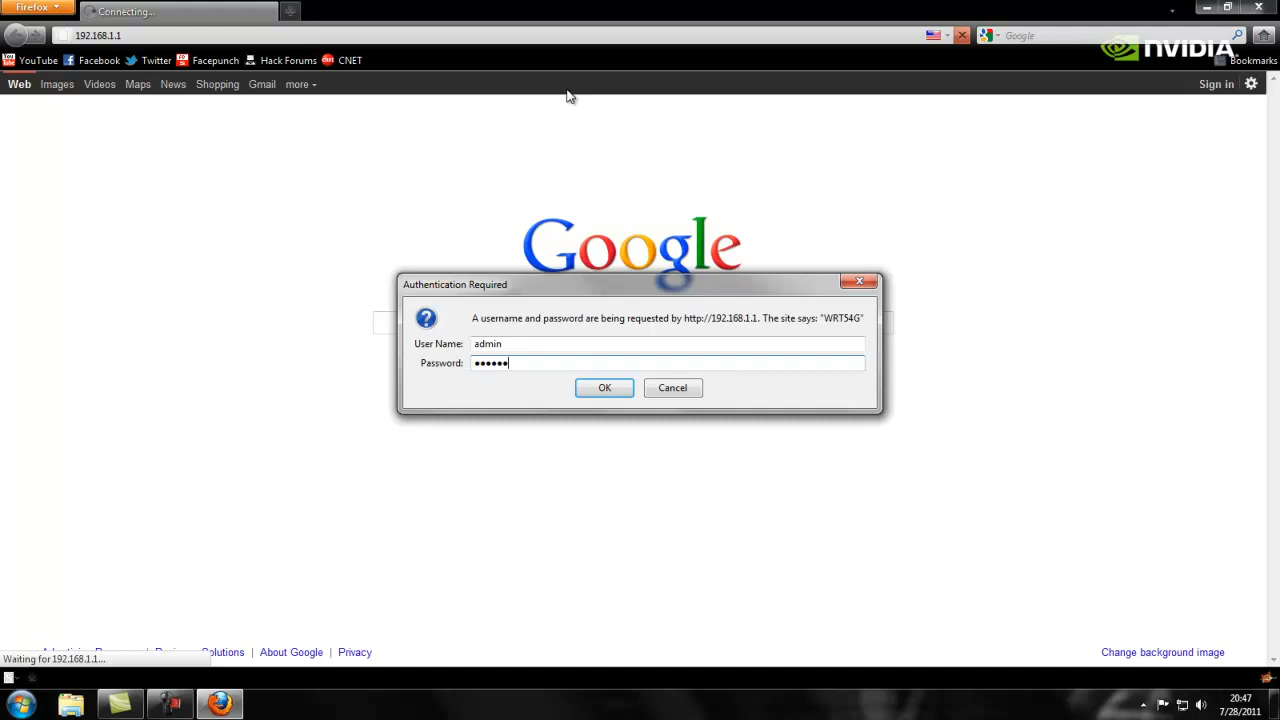 Firefox
Connecting...
192.168.1.1
Google
NVIDIA
YouTube
Facebook
Twitter
Facepunch
Hack Forums
CNET
Bookmarks
Web Images Videos Maps News Shopping Gmail more
Sign in
Google
Authentication Required
A username and password are being requested by http://192.168.1.1. The site says: "WRT54G"
User Name: admin
Password: ••••••
OK
Cancel
Solutions | About Google | Privacy
Change background image
Waiting for 192.168.1.1...
20:47
7/28/2011